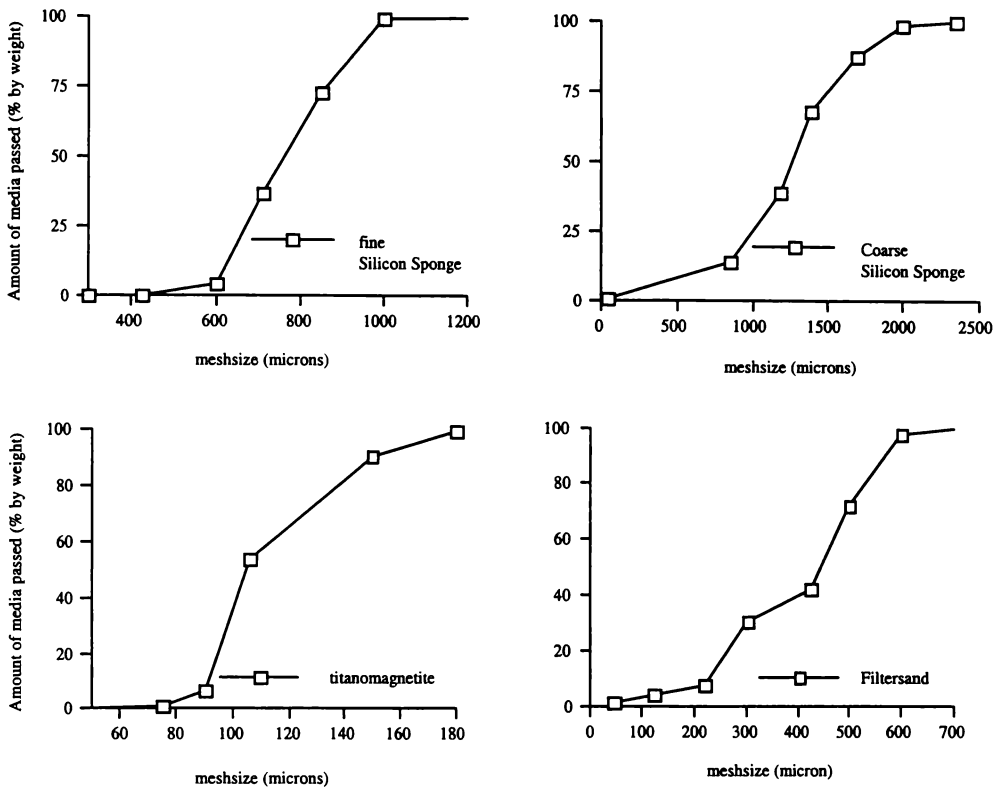 Amount of media passed (% by weight)
100
75
50
25
0
400 600 800 1000 1200
meshsize (microns)
fine
Silicon Sponge
100
75
50
25
0
0 500 1000 1500 2000 2500
meshsize (microns)
Coarse
Silicon Sponge
Amount of media passed (% by weight)
100
80
60
40
20
0
60 80 100 120 140 160 180
meshsize (microns)
titanomagnetite
100
80
60
40
20
0
0 100 200 300 400 500 600 700
meshsize (micron)
Filtersand